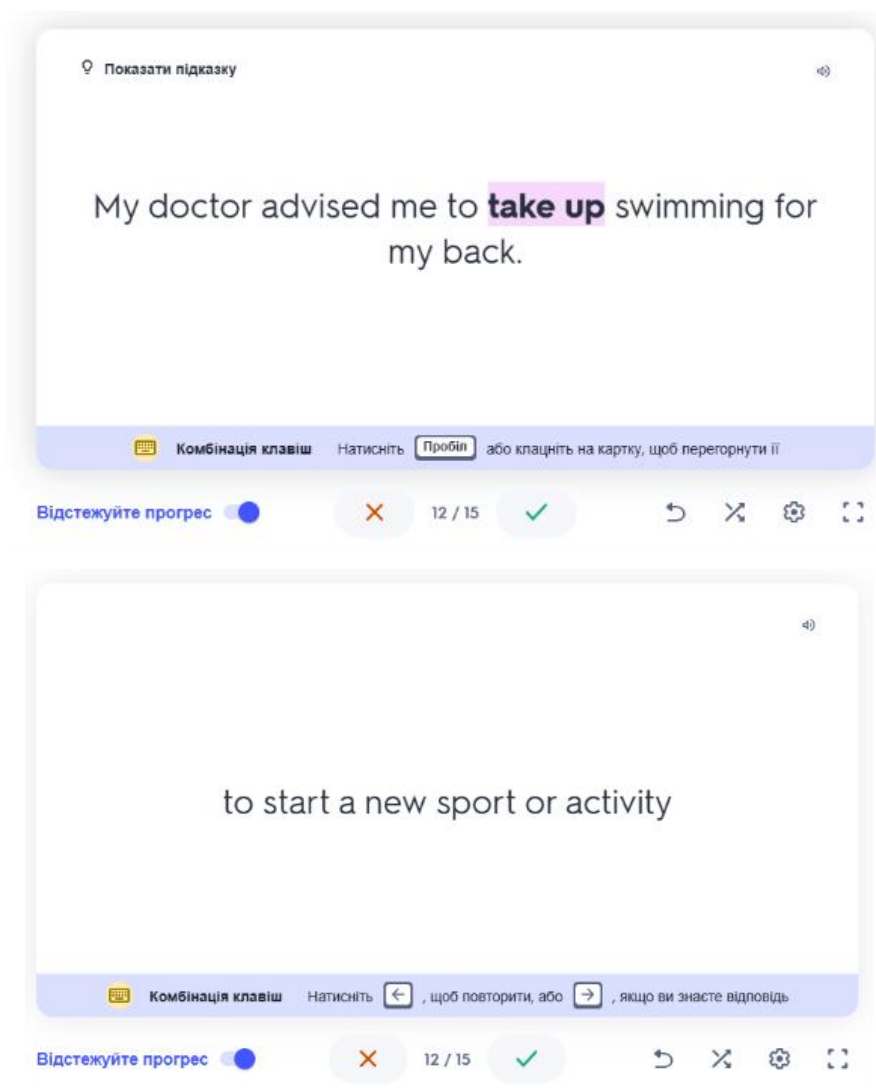 Показати підказку
My doctor advised me to take up swimming for
my back.
Комбінація клавіш Натисніть Пробіл або клацніть на картку, щоб перегорнути її
Відстежуйте прогрес 12 / 15
to start a new sport or activity
Комбінація клавіш Натисніть ← , щоб повторити, або → , якщо ви знаєте відповідь
Відстежуйте прогрес 12 / 15